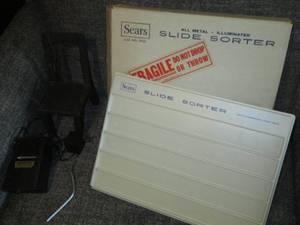 Sears
ALL METAL - ILLUMINATED
SLIDE SORTER
FRAGILE
DO NOT DROP
OR THROW
Sears
SLIDE SORTER